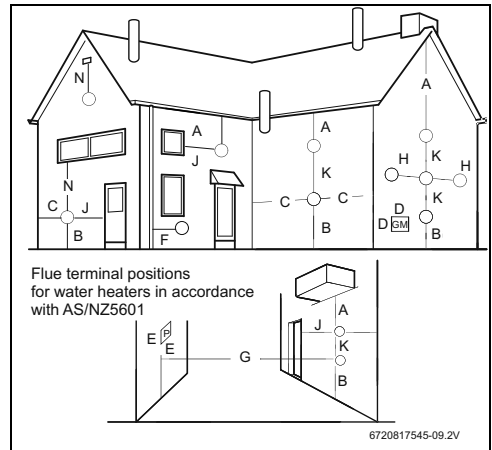 A
N
A
A
J
K
H
H
N
K
C
J
C
C
D
B
F
B
D
GM
B
Flue terminal positions
for water heaters in accordance
with AS/NZ5601
A
E
P
J
E
K
G
B
6720817545-09.2V